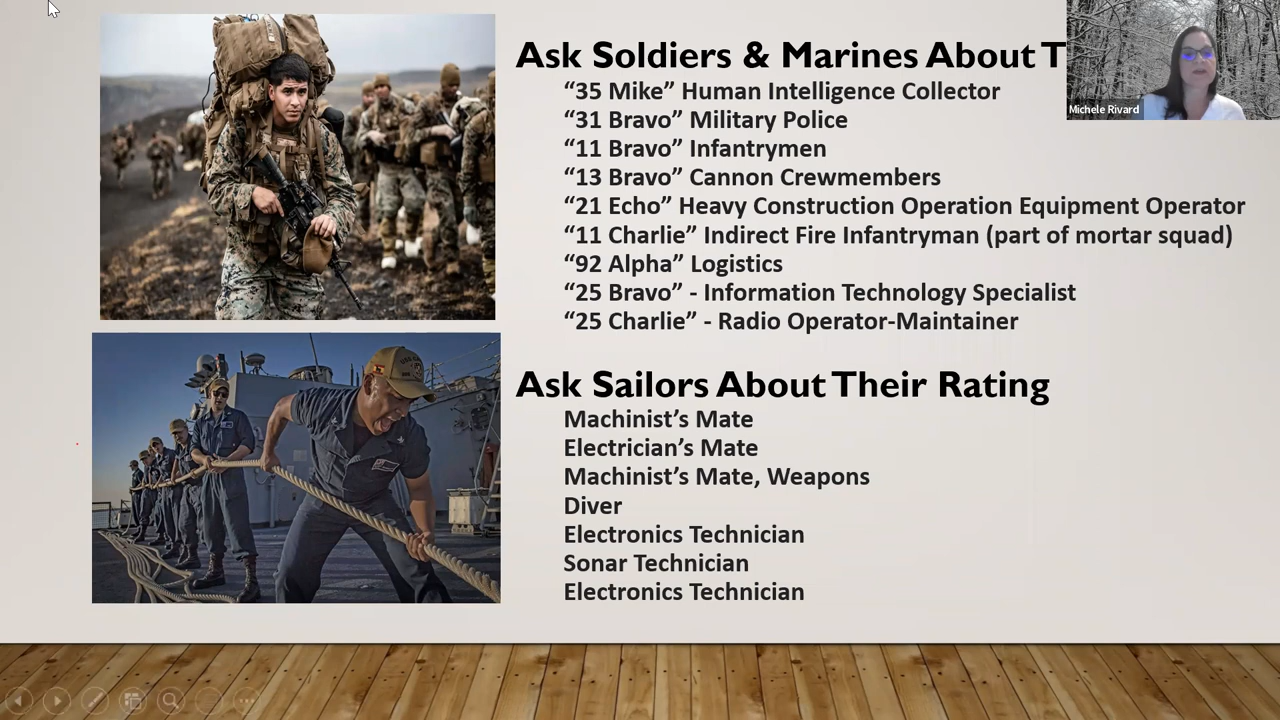 Ask Soldiers & Marines About T
“35 Mike” Human Intelligence Collector
Michele Rivard
“31 Bravo” Military Police
“11 Bravo” Infantrymen
“13 Bravo” Cannon Crewmembers
“21 Echo” Heavy Construction Operation Equipment Operator
“11 Charlie” Indirect Fire Infantryman (part of mortar squad)
“92 Alpha” Logistics
“25 Bravo” - Information Technology Specialist
“25 Charlie” - Radio Operator-Maintainer
Ask Sailors About Their Rating
Machinist’s Mate
Electrician’s Mate
Machinist’s Mate, Weapons
Diver
Electronics Technician
Sonar Technician
Electronics Technician